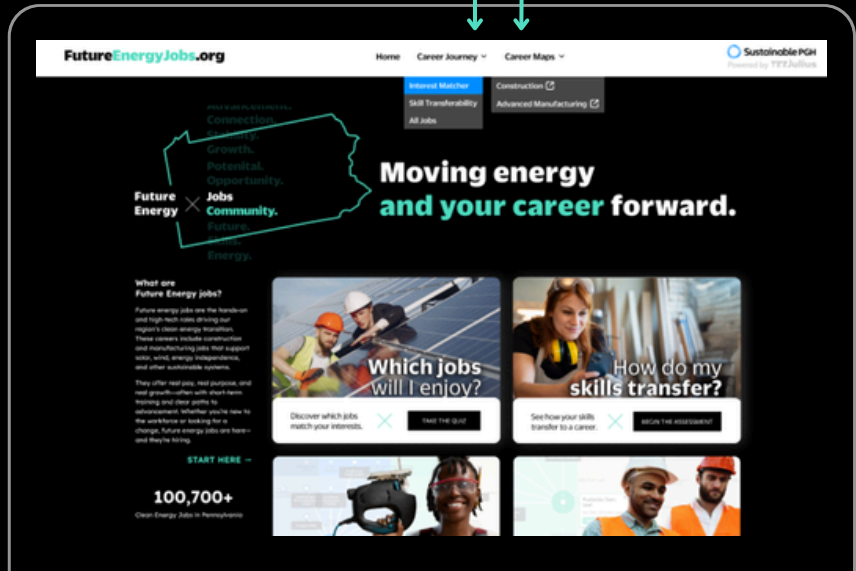 FutureEnergyJobs.org
Home
Career Journey
Career Maps
Sustainable PGH
Powered by Julius
Interest Matcher
Skill Transferability
All Jobs
Construction
Advanced Manufacturing
Advancement.
Connection.
Stability.
Growth.
Potenital.
Opportunity.
Future Energy
Jobs
Community.
Future.
Skills.
Energy.
Moving energy
and your career forward.
What are
Future Energy jobs?
Future energy jobs are the hands-on
and high-tech roles driving our
region's clean energy transition.
These careers include construction
and manufacturing jobs that support
solar, wind, energy independence,
and other sustainable systems.
They offer real pay, real purpose, and
real growth—often with short-term
training and clear paths to
advancement. Whether you're new to
the workforce or looking for a
change, future energy jobs are here—
and they're hiring.
START HERE →
100,700+
Clean Energy Jobs in Pennsylvania
Which jobs
will I enjoy?
Discover which jobs
match your interests.
TAKE THE QUIZ
How do my
skills transfer?
See how your skills
transfer to a career.
BEGIN THE ASSESSMENT